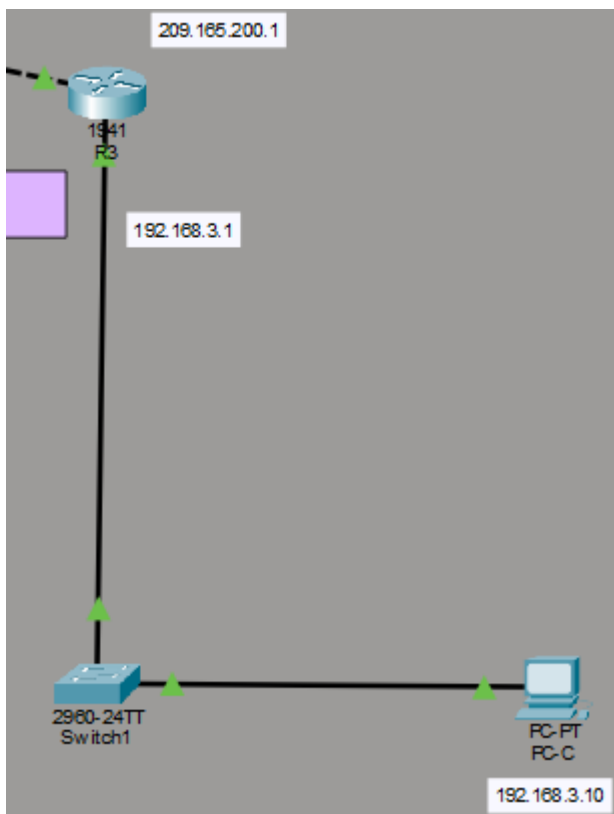 209.165.200.1
1941
R3
192.168.3.1
2960-24TT
Switch1
PC-PT
PC-C
192.168.3.10